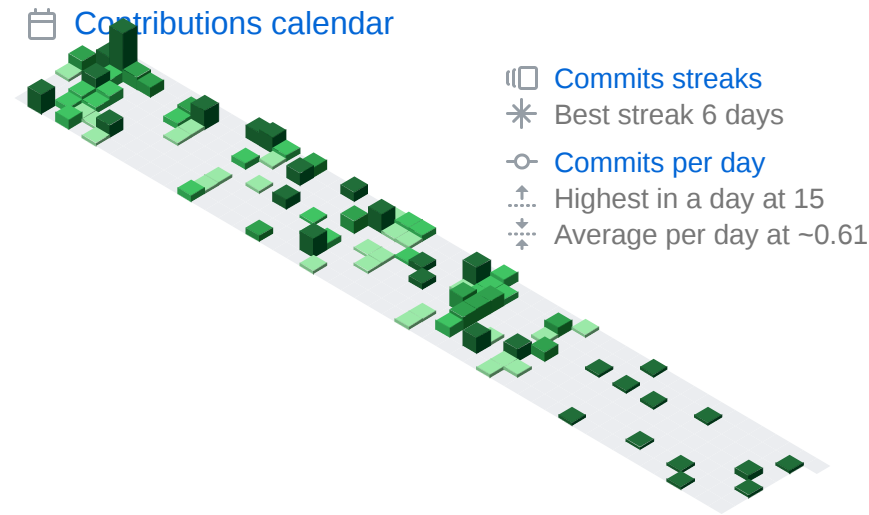 Contributions calendar
Commits streaks
Best streak 6 days
Commits per day
Highest in a day at 15
Average per day at ~0.61